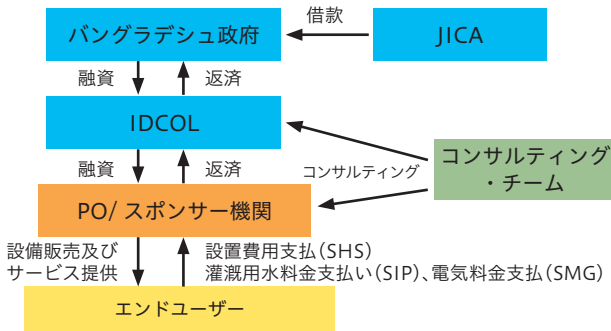 借款
バングラデシュ政府
JICA
融資
返済
IDCOL
コンサルティング
・チーム
融資
返済
コンサルティング
PO/ スポンサー機関
設備販売及び
サービス提供
設置費用支払(SHS)
灌漑用水料金支払い(SIP)、電気料金支払(SMG)
エンドユーザー